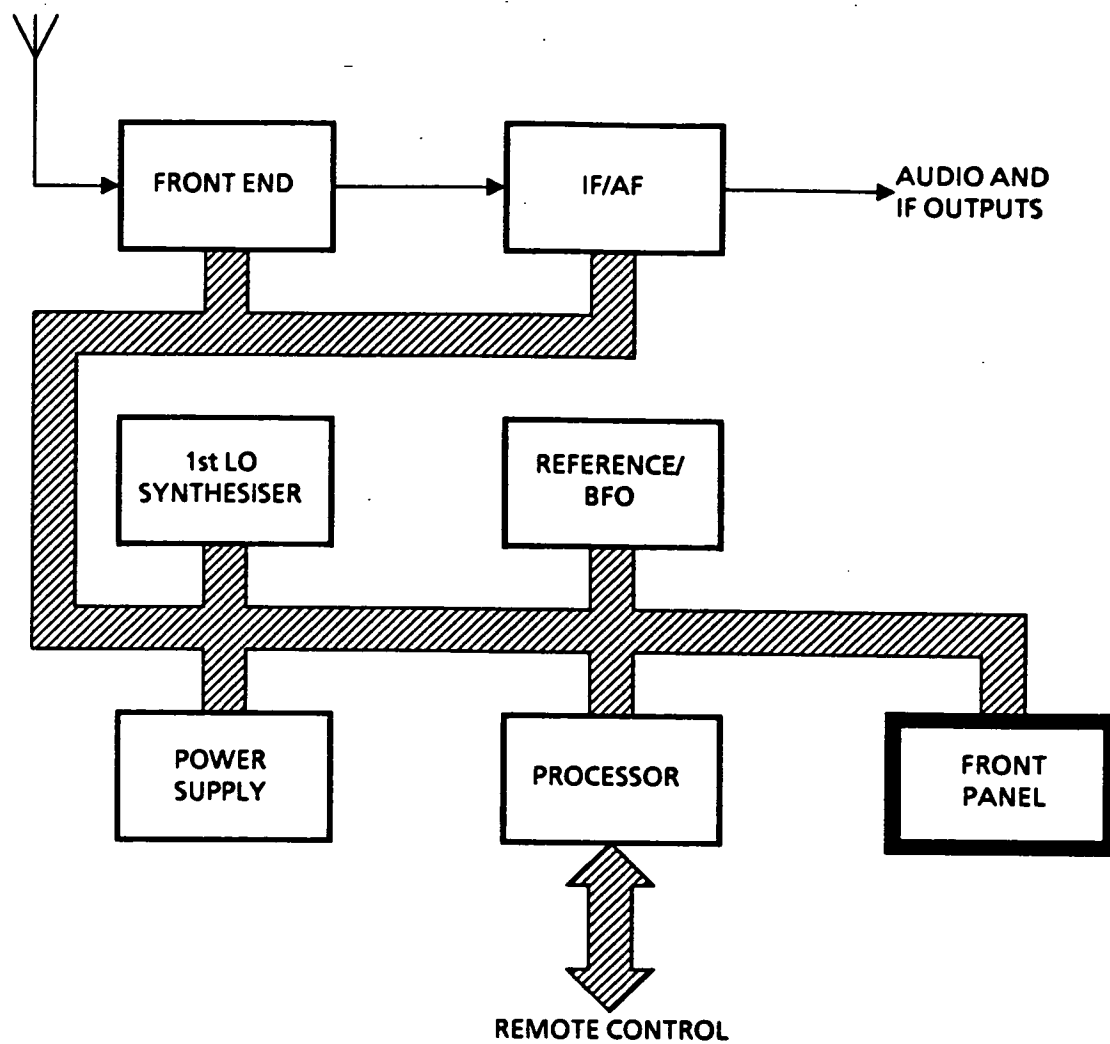 FRONT END
IF/AF
AUDIO AND
IF OUTPUTS
1st LO
SYNTHESISER
REFERENCE/
BFO
POWER
SUPPLY
PROCESSOR
FRONT
PANEL
REMOTE CONTROL